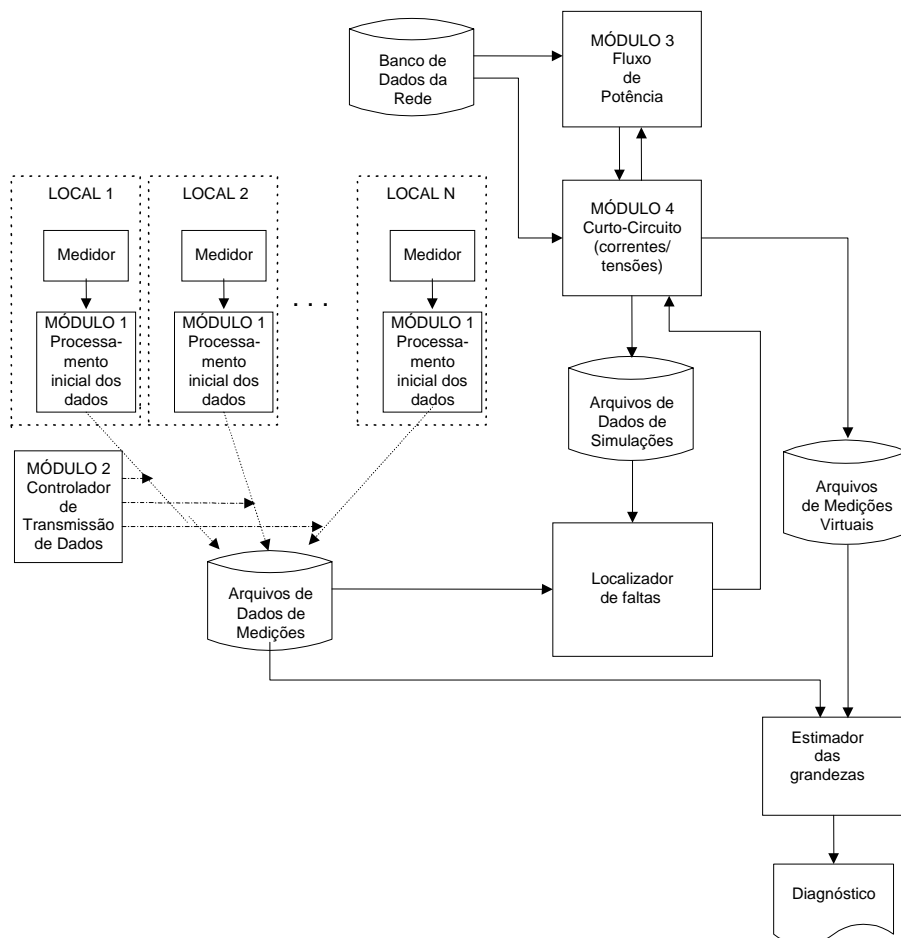 MÓDULO 3
Fluxo
de
Potência
Banco de
Dados da
Rede
LOCAL 1
LOCAL 2
LOCAL N
MÓDULO 4
Curto-Circuito
(correntes/
tensões)
Medidor
Medidor
Medidor
. . .
MÓDULO 1
Processa-
mento
inicial dos
dados
MÓDULO 1
Processa-
mento
inicial dos
dados
MÓDULO 1
Processa-
mento
inicial dos
dados
Arquivos de
Dados de
Simulações
MÓDULO 2
Controlador
de
Transmissão
de Dados
Arquivos
de Medições
Virtuais
Arquivos de
Dados de
Medições
Localizador
de faltas
Estimador
das
grandezas
Diagnóstico